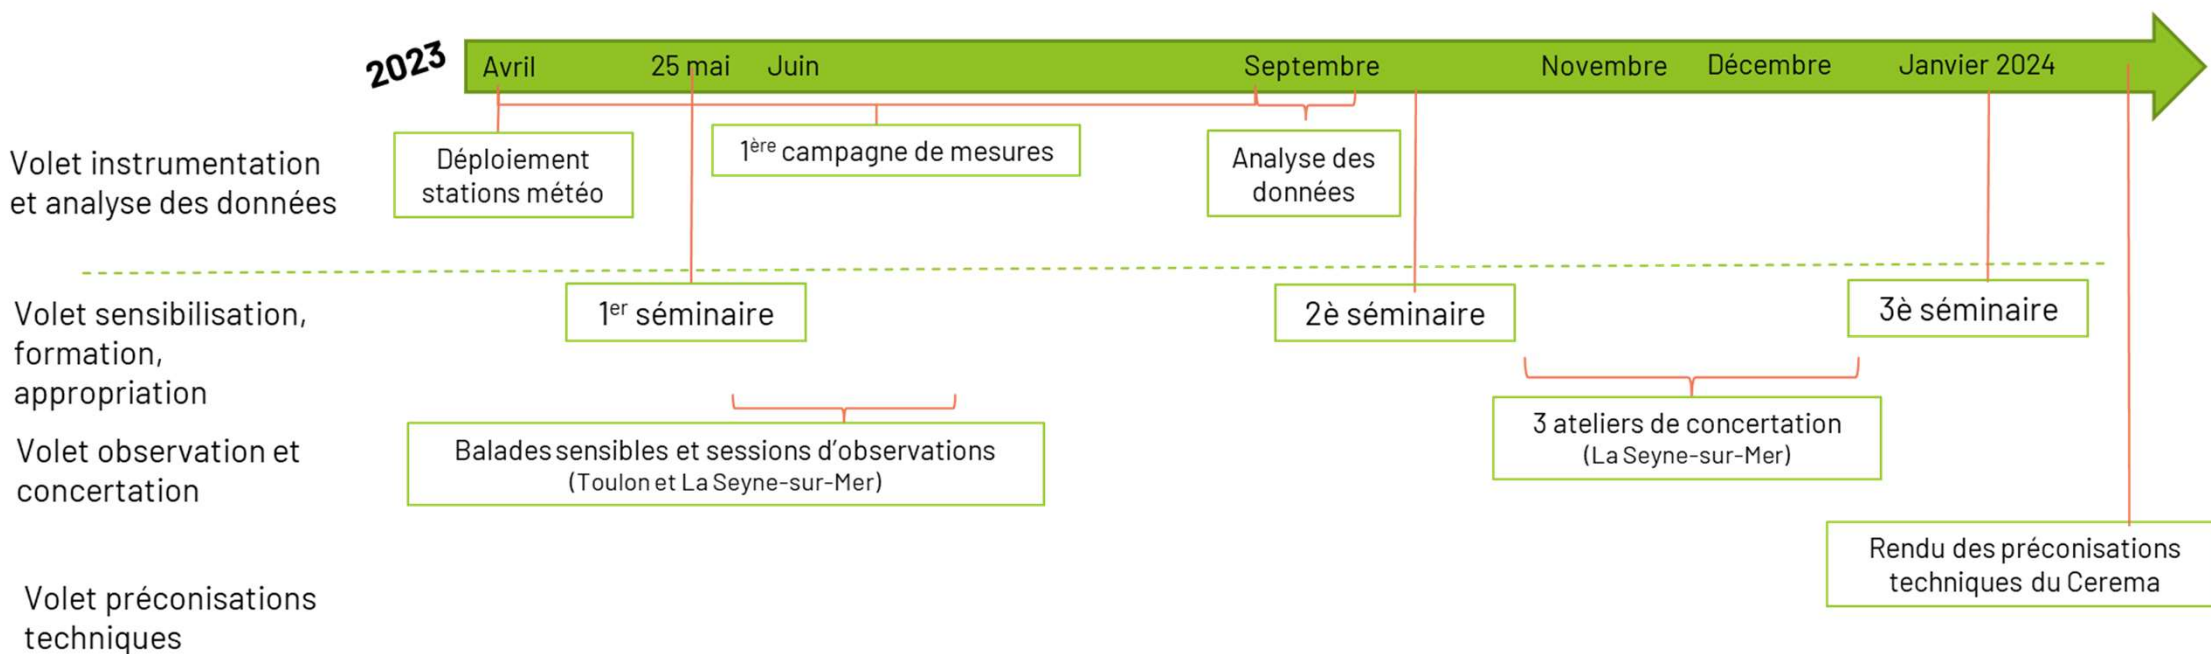 2023
Avril
25 mai
Juin
Septembre
Novembre
Décembre
Janvier 2024
Volet instrumentation
et analyse des données
Déploiement
stations météo
1ère campagne de mesures
Analyse des
données
Volet sensibilisation,
formation,
appropriation
1er séminaire
2è séminaire
3è séminaire
Volet observation et
concertation
Balades sensibles et sessions d'observations
(Toulon et La Seyne-sur-Mer)
3 ateliers de concertation
(La Seyne-sur-Mer)
Volet préconisations
techniques
Rendu des préconisations
techniques du Cerema